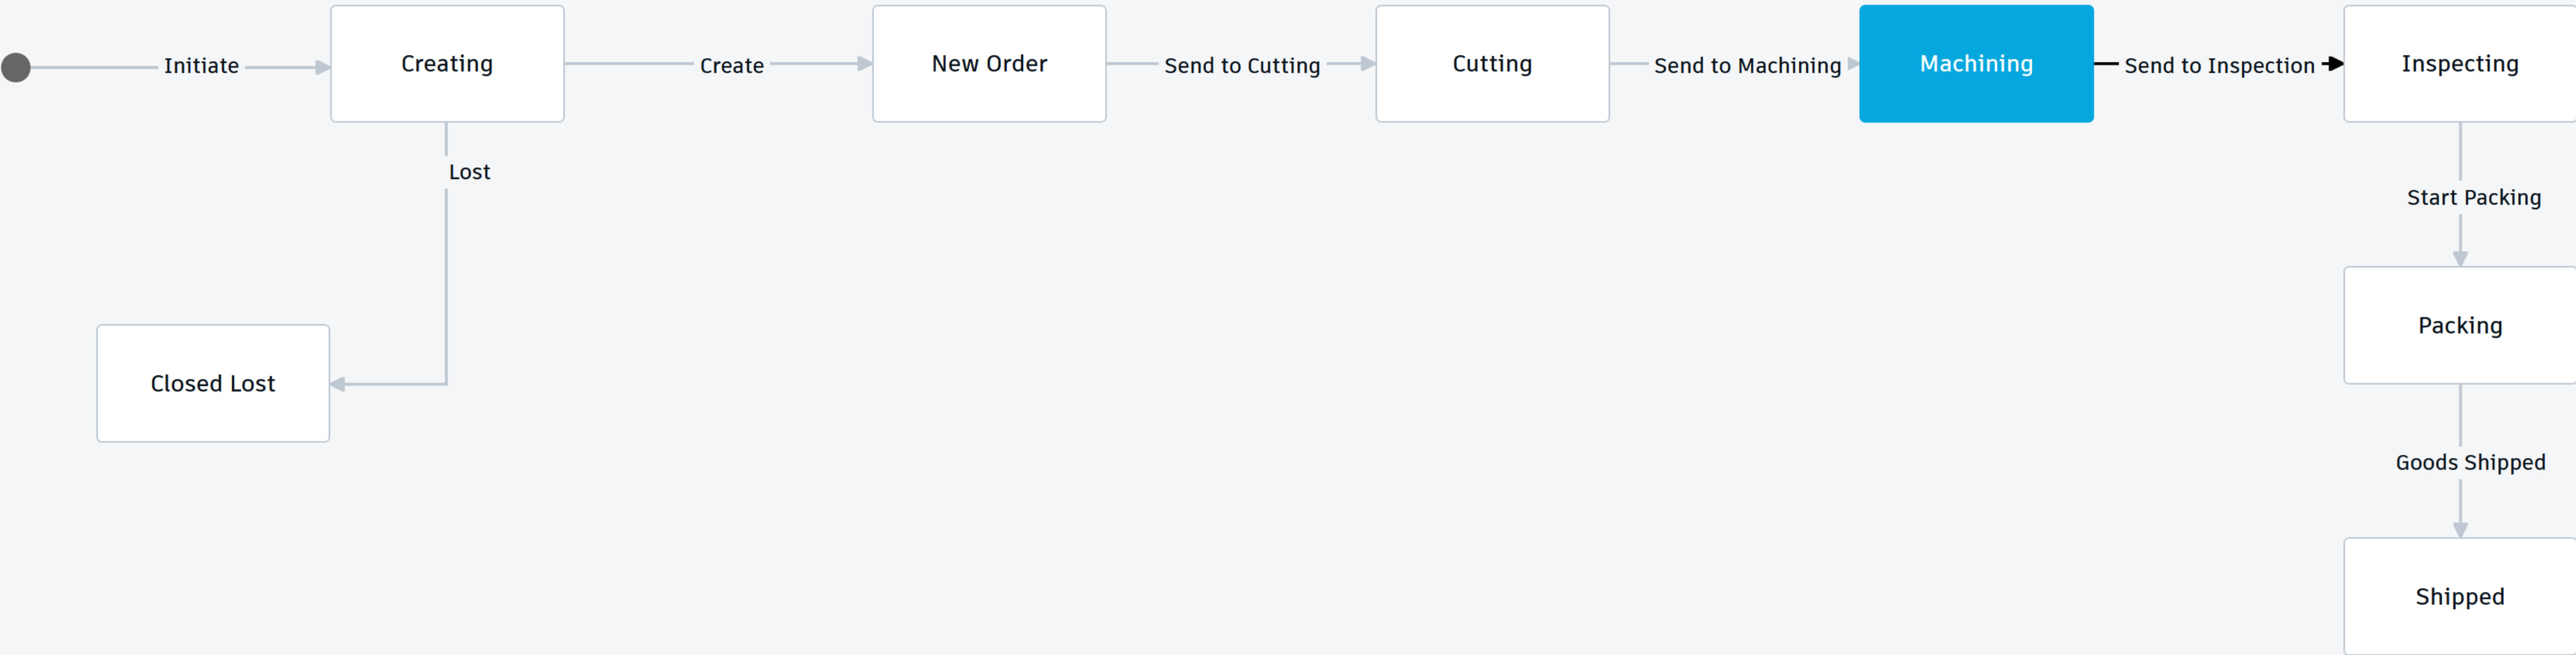 Initiate
Creating
Create
New Order
Send to Cutting
Cutting
Send to Machining
Machining
Send to Inspection
Inspecting
Lost
Start Packing
Packing
Closed Lost
Goods Shipped
Shipped